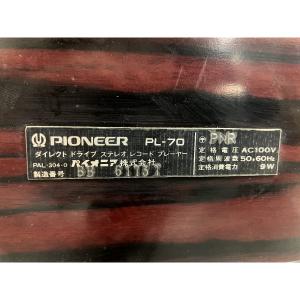 PIONEER PL-70
ダイレクト ドライブ ステレオ レコード プレーヤー
PAL-304-0 パイオニア株式会社
製造番号
PNR
定格電圧 AC100V
定格周波数 50&60Hz
定格消費電力 9W